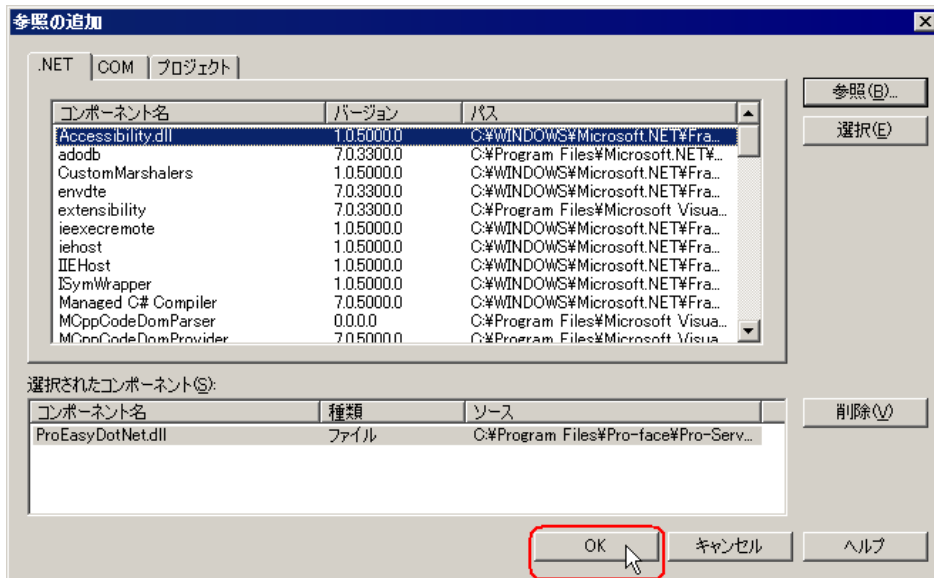 参照の追加
.NET COM プロジェクト
参照(B)...
選択(E)
コンポーネント名 バージョン パス
Accessibility.dll 1.0.5000.0 C:¥WINDOWS¥Microsoft.NET¥Fra...
adodb 7.0.3300.0 C:¥Program Files¥Microsoft.NET¥...
CustomMarshalers 1.0.5000.0 C:¥WINDOWS¥Microsoft.NET¥Fra...
envdte 7.0.3300.0 C:¥WINDOWS¥Microsoft.NET¥Fra...
extensibility 7.0.3300.0 C:¥Program Files¥Microsoft Visua...
ieexecremote 1.0.5000.0 C:¥WINDOWS¥Microsoft.NET¥Fra...
iehost 1.0.5000.0 C:¥WINDOWS¥Microsoft.NET¥Fra...
IIEHost 1.0.5000.0 C:¥WINDOWS¥Microsoft.NET¥Fra...
ISymWrapper 1.0.5000.0 C:¥WINDOWS¥Microsoft.NET¥Fra...
Managed C# Compiler 7.0.5000.0 C:¥WINDOWS¥Microsoft.NET¥Fra...
MCppCodeDomParser 0.0.0.0 C:¥Program Files¥Microsoft Visua...
MCppCodeDomProvider 7.0.5000.0 C:¥Program Files¥Microsoft Visua...
選択されたコンポーネント(S):
コンポーネント名 種類 ソース
ProEasyDotNet.dll ファイル C:¥Program Files¥Pro-face¥Pro-Serv...
削除(V)
OK キャンセル ヘルプ